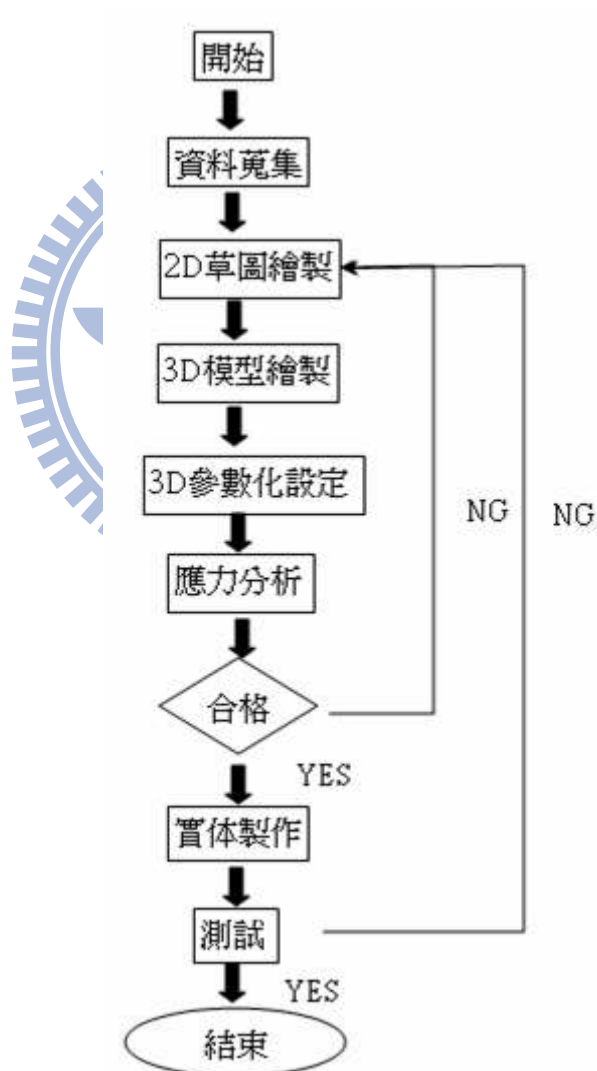 開始
資料蒐集
2D草圖繪製
3D模型繪製
3D參數化設定
NG
NG
應力分析
合格
YES
實体製作
測試
YES
結束